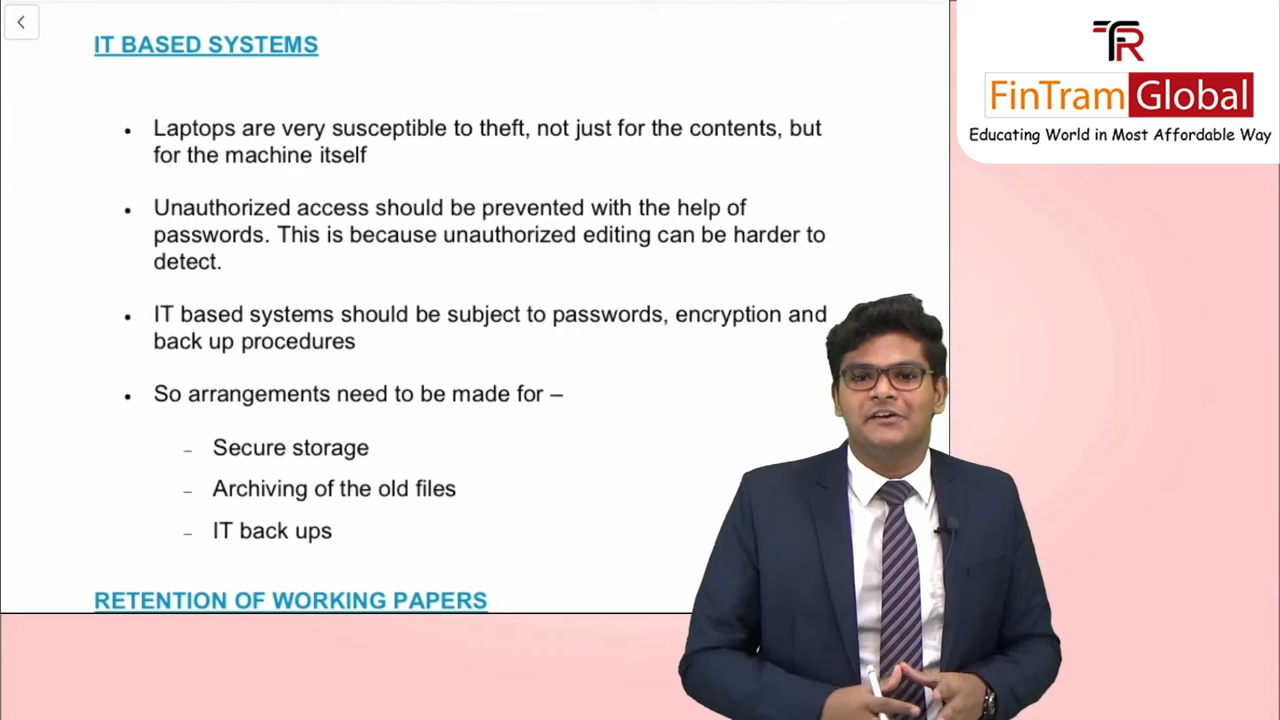 IT BASED SYSTEMS
• Laptops are very susceptible to theft, not just for the contents, but
for the machine itself
• Unauthorized access should be prevented with the help of
passwords. This is because unauthorized editing can be harder to
detect.
• IT based systems should be subject to passwords, encryption and
back up procedures
• So arrangements need to be made for –
– Secure storage
– Archiving of the old files
– IT back ups
RETENTION OF WORKING PAPERS
FinTram Global
Educating World in Most Affordable Way